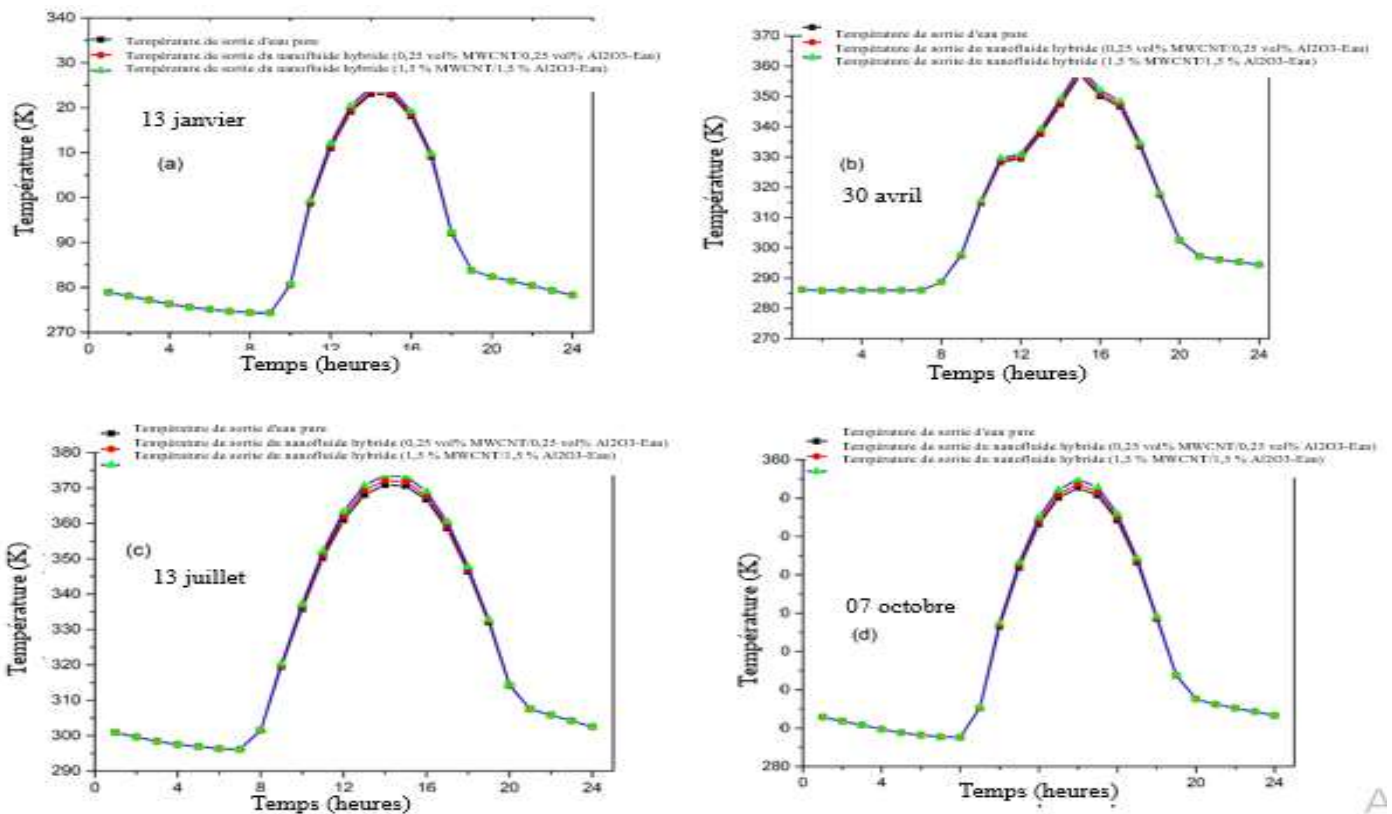 340
Température de sortie d'eau pure
30
Température de sortie du nanofluide hybride (0,25 vol% MWCNT/0,25 vol% Al2O3-Eau)
Température de sortie du nanofluide hybride (1,5 % MWCNT/1,5 % Al2O3-Eau)
20
13 janvier
10
(a)
00
90
80
270
Température (K)
0 4 8 12 16 20 24
Temps (heures)
Température de sortie d'eau pure
Température de sortie du nanofluide hybride (0,25 vol% MWCNT/0,25 vol% Al2O3-Eau)
Température de sortie du nanofluide hybride (1,5 % MWCNT/1,5 % Al2O3-Eau)
370
360
350
340
330
(b)
30 avril
320
310
300
290
280
270
Température (K)
4 8 12 16 20 24
Temps (heures)
Température de sortie d'eau pure
Température de sortie du nanofluide hybride (0,25 vol% MWCNT/0,25 vol% Al2O3-Eau)
Température de sortie du nanofluide hybride (1,5 % MWCNT/1,5 % Al2O3-Eau)
380
370
360
350
(c)
13 juillet
340
330
320
310
300
290
Température (K)
0 4 8 12 16 20 24
Temps (heures)
Température de sortie d'eau pure
Température de sortie du nanofluide hybride (0,25 vol% MWCNT/0,25 vol% Al2O3-Eau)
Température de sortie du nanofluide hybride (1,5 % MWCNT/1,5 % Al2O3-Eau)
360
07 octobre
(d)
280
Température (K)
0 4 8 12 16 20 24
Temps (heures)
A